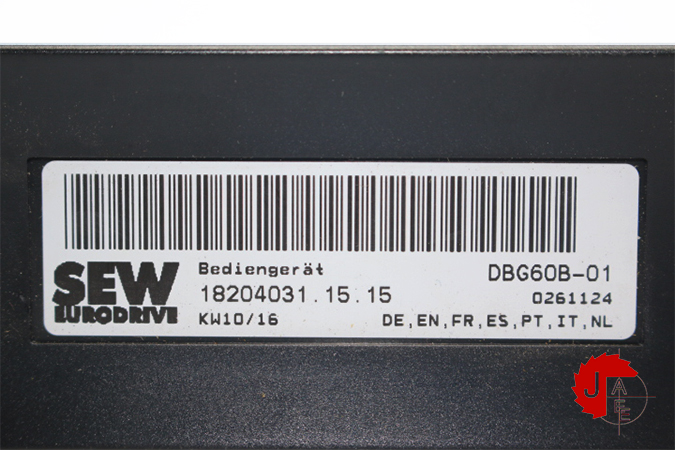 SEW
EURODRIVE
Bediengerät
18204031.15.15
KW10/16
DBG60B-01
0261124
DE,EN,FR,ES,PT,IT,NL
J